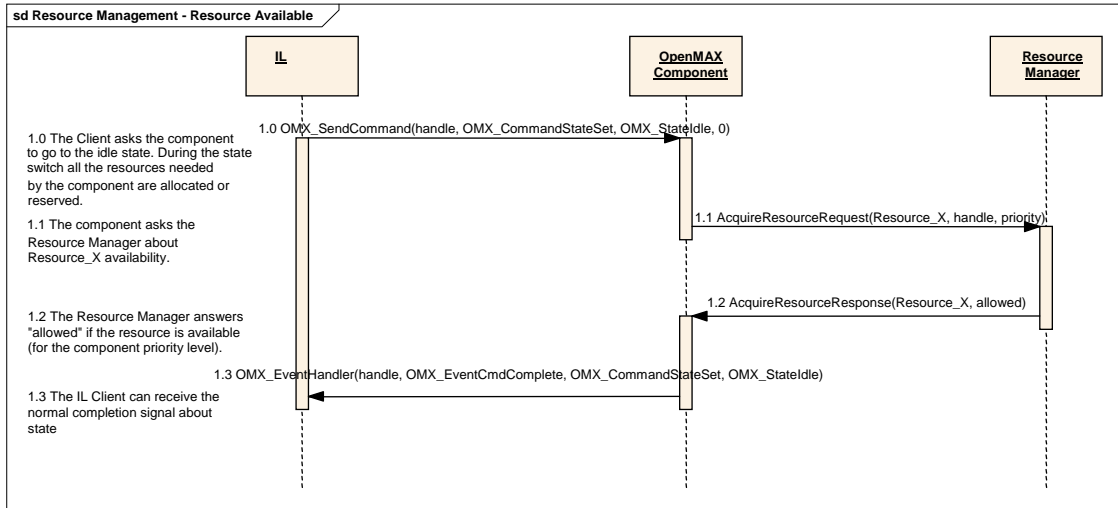 sd Resource Management - Resource Available
IL
OpenMAX
Component
Resource
Manager
1.0 OMX_SendCommand(handle, OMX_CommandStateSet, OMX_StateIdle, 0)
1.0 The Client asks the component
to go to the idle state. During the state
switch all the resources needed
by the component are allocated or
reserved.
1.1 AcquireResourceRequest(Resource_X, handle, priority)
1.1 The component asks the
Resource Manager about
Resource_X availability.
1.2 AcquireResourceResponse(Resource_X, allowed)
1.2 The Resource Manager answers
"allowed" if the resource is available
(for the component priority level).
1.3 OMX_EventHandler(handle, OMX_EventCmdComplete, OMX_CommandStateSet, OMX_StateIdle)
1.3 The IL Client can receive the
normal completion signal about
state